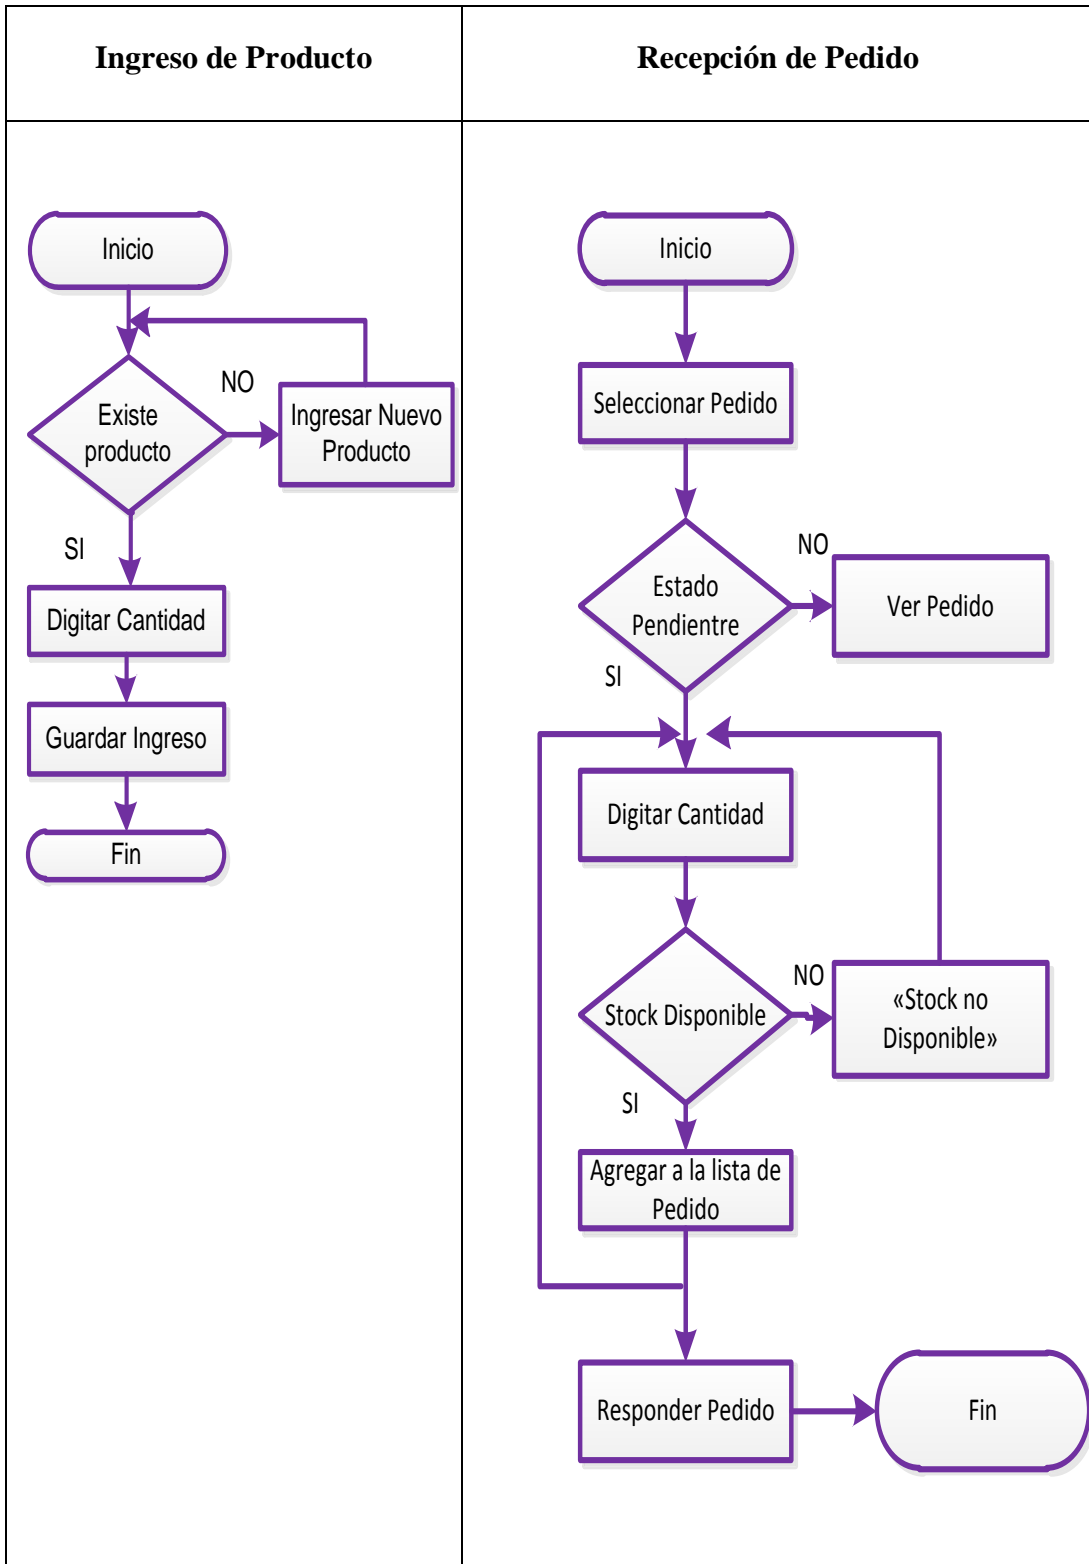 Ingreso de Producto
Recepción de Pedido
Inicio
NO
Existe
producto
Ingresar Nuevo
Producto
SI
Digitar Cantidad
Guardar Ingreso
Fin
Inicio
Seleccionar Pedido
NO
Estado
Pendientre
Ver Pedido
SI
Digitar Cantidad
NO
Stock Disponible
«Stock no
Disponible»
SI
Agregar a la lista de
Pedido
Responder Pedido
Fin